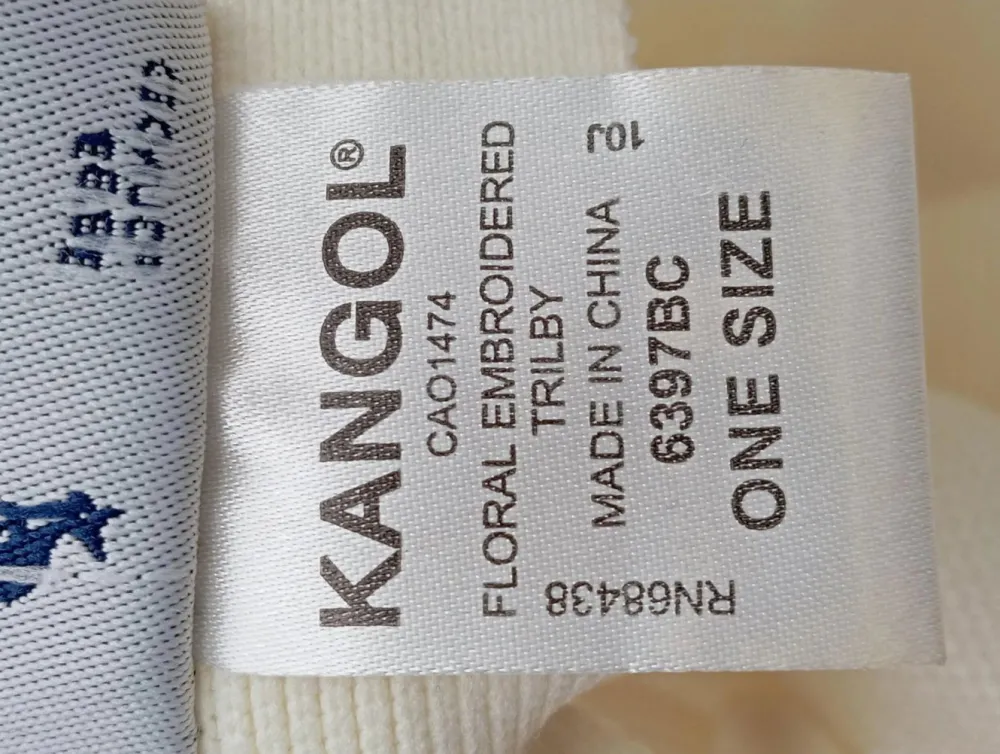 KANGOL®
CAO1474
FLORAL EMBROIDERED
TRILBY
MADE IN CHINA
6397BC
ONE SIZE
RN68438
10J